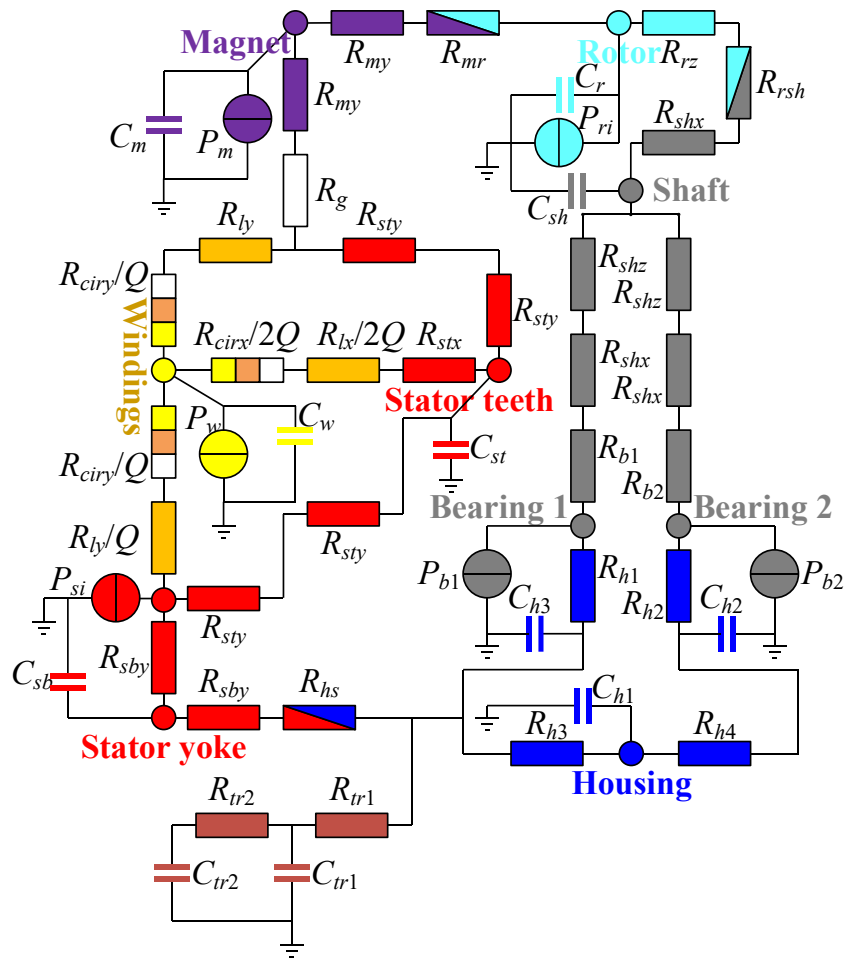 Magnet
R_my
R_mr
Rotor
R_rz
R_rsh
C_m
P_m
R_my
C_r
P_ri
R_shx
R_g
C_sh
Shaft
R_ly
R_sty
R_ciry/Q
Windings
R_sty
R_shz
R_shz
R_cirx/2Q
R_lx/2Q
R_stx
R_shx
R_shx
Stator teeth
P_w
C_w
C_st
R_b1
R_b2
R_ciry/Q
Bearing 1
Bearing 2
R_ly/Q
R_sty
P_si
P_b1
R_h1
P_b2
R_h2
C_h3
C_h2
R_sty
R_sby
C_sb
R_sby
R_hs
C_h1
Stator yoke
R_h3
R_h4
Housing
R_tr2
R_tr1
C_tr2
C_tr1